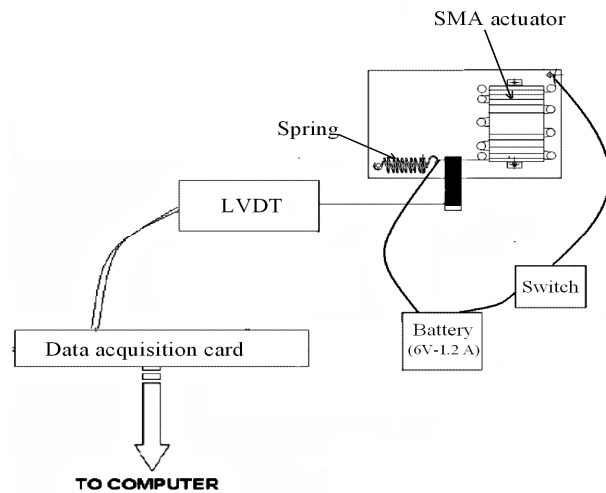 SMA actuator
Spring
LVDT
Switch
Battery
(6V-1.2 A)
Data acquisition card
TO COMPUTER